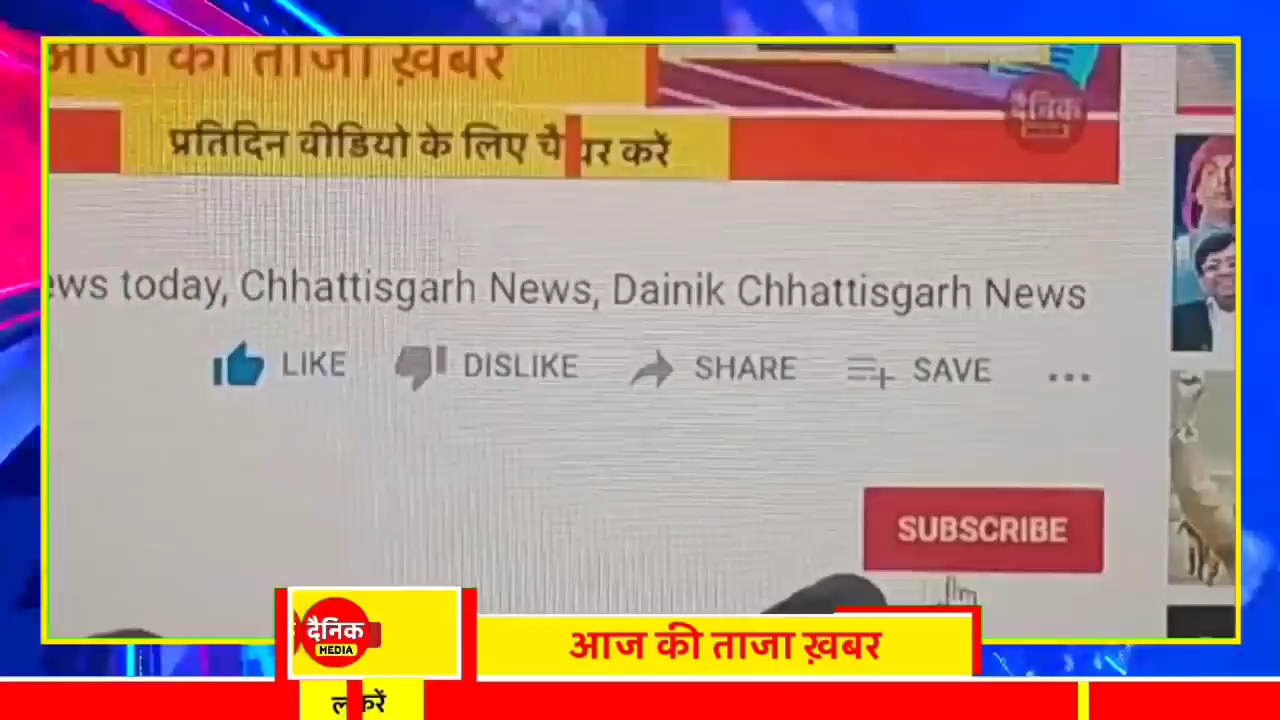 आज की ताजा ख़बर
दैनिक
MEDIA
प्रतिदिन वीडियो के लिए
करें
ews today, Chhattisgarh News, Dainik Chhattisgarh News
LIKE DISLIKE SHARE SAVE ...
SUBSCRIBE
दैनिक
MEDIA
आज की ताजा ख़बर
करें